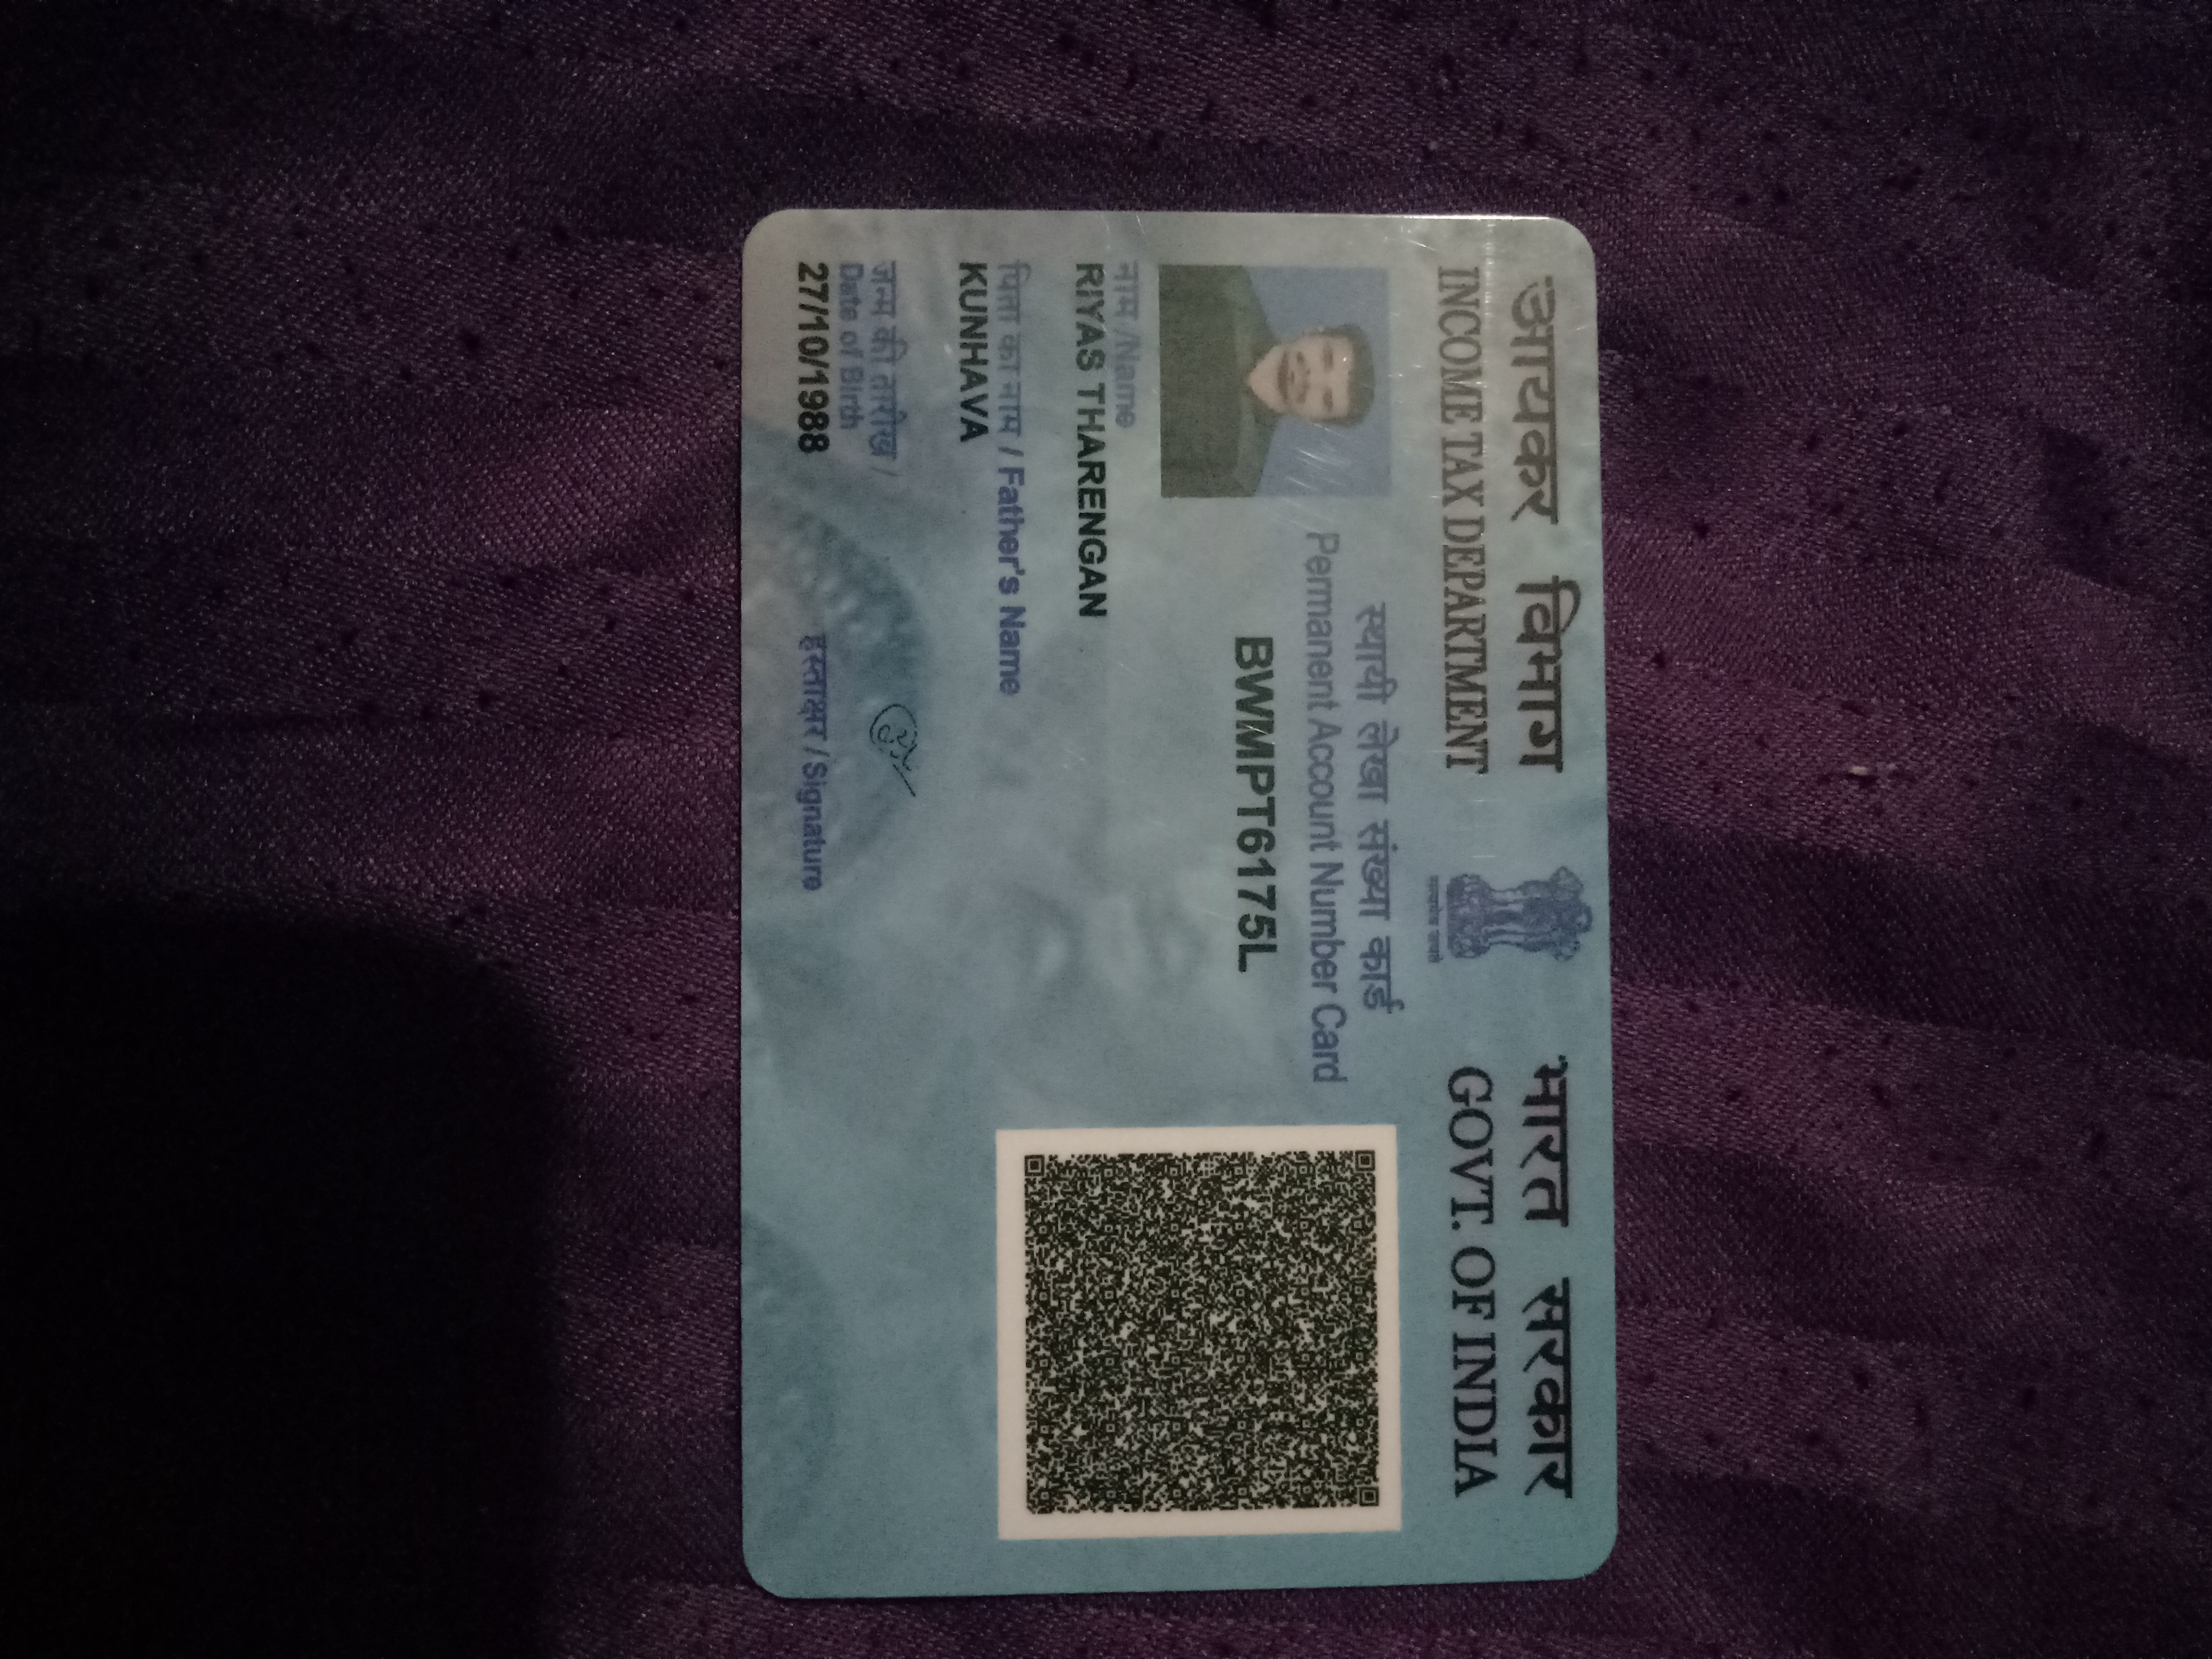 आयकर विभाग
INCOME TAX DEPARTMENT
भारत सरकार
GOVT. OF INDIA
स्थायी लेखा संख्या कार्ड
Permanent Account Number Card
BWMPT6175L
नाम /Name
RIYAS THARENGAN
पिता का नाम / Father's Name
KUNHAVA
जन्म की तारीख /
Date of Birth
27/10/1988
हस्ताक्षर / Signature